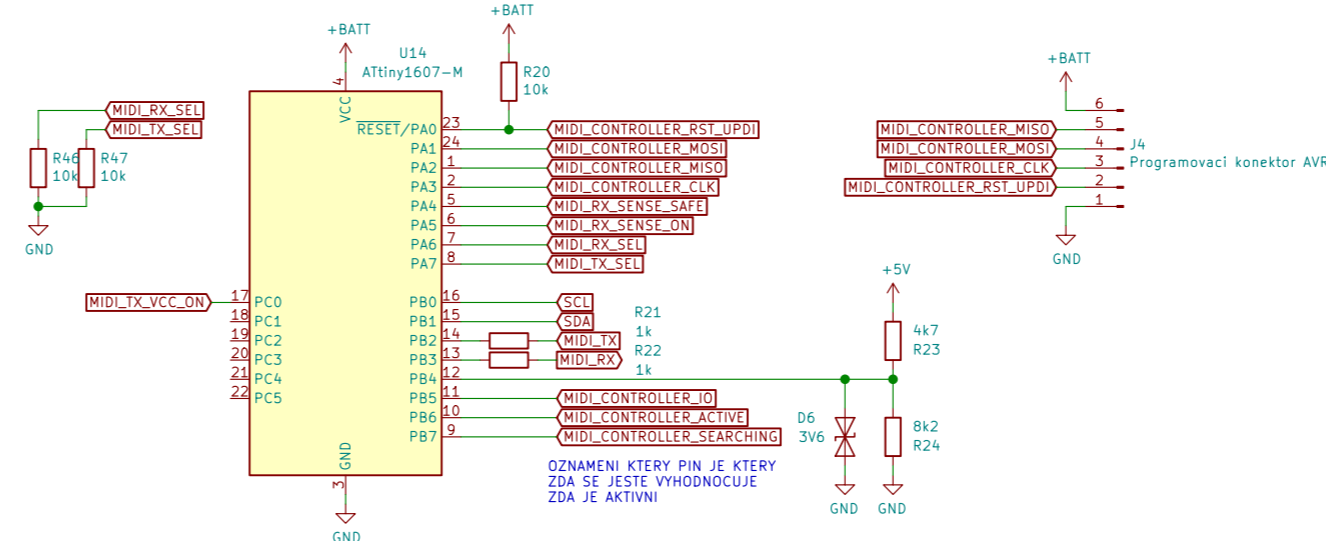 +BATT
+BATT
U14
ATtiny1607-M
R20
10k
+BATT
4
VCC
MIDI_RX_SEL
MIDI_TX_SEL
R46
10k
R47
10k
GND
RESET/PA0 23 MIDI_CONTROLLER_RST_UPDI
PA1 24 MIDI_CONTROLLER_MOSI
PA2 1 MIDI_CONTROLLER_MISO
PA3 2 MIDI_CONTROLLER_CLK
PA4 5 MIDI_RX_SENSE_SAFE
PA5 6 MIDI_RX_SENSE_ON
PA6 7 MIDI_RX_SEL
PA7 8 MIDI_TX_SEL
6
MIDI_CONTROLLER_MISO 5
MIDI_CONTROLLER_MOSI 4
MIDI_CONTROLLER_CLK 3
MIDI_CONTROLLER_RST_UPDI 2
1
J4
Programovaci konektor AVR
GND
MIDI_TX_VCC_ON 17 PC0
18 PC1
19 PC2
20 PC3
21 PC4
22 PC5
PB0 16 SCL
PB1 15 SDA
PB2 14 MIDI_TX
PB3 13 MIDI_RX
PB4 12
PB5 11 MIDI_CONTROLLER_IO
PB6 10 MIDI_CONTROLLER_ACTIVE
PB7 9 MIDI_CONTROLLER_SEARCHING
R21
1k
R22
1k
+5V
4k7
R23
D6
3V6
8k2
R24
GND
GND
OZNAMENI KTERY PIN JE KTERY
ZDA SE JESTE VYHODNOCUJE
ZDA JE AKTIVNI
GND
3
GND